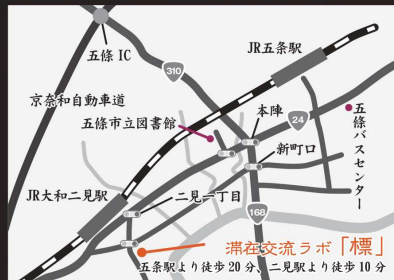 五條IC
JR五条駅
310
京奈和自動車道
本陣
24
五條市立図書館
五條バスセンター
新町口
JR大和二見駅
二見一丁目
168
滞在交流ラボ「標」
五条駅より徒歩20分、二見駅より徒歩10分